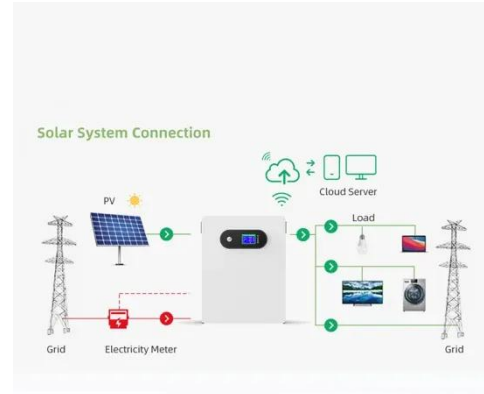 Solar System Connection
Cloud Server
PV
Load
Grid
Electricity Meter
Grid